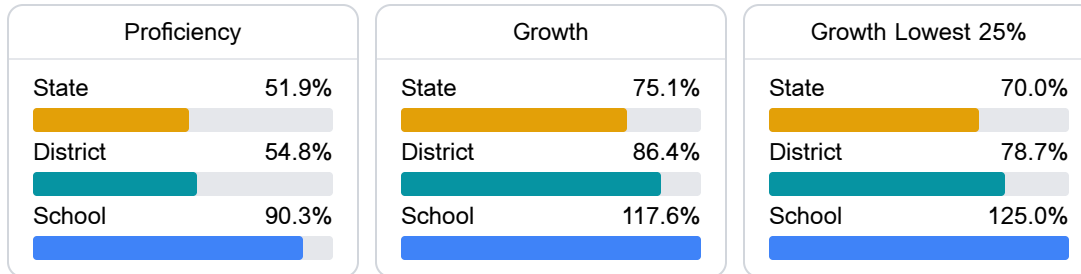 Proficiency
State 51.9%
District 54.8%
School 90.3%
Growth
State 75.1%
District 86.4%
School 117.6%
Growth Lowest 25%
State 70.0%
District 78.7%
School 125.0%